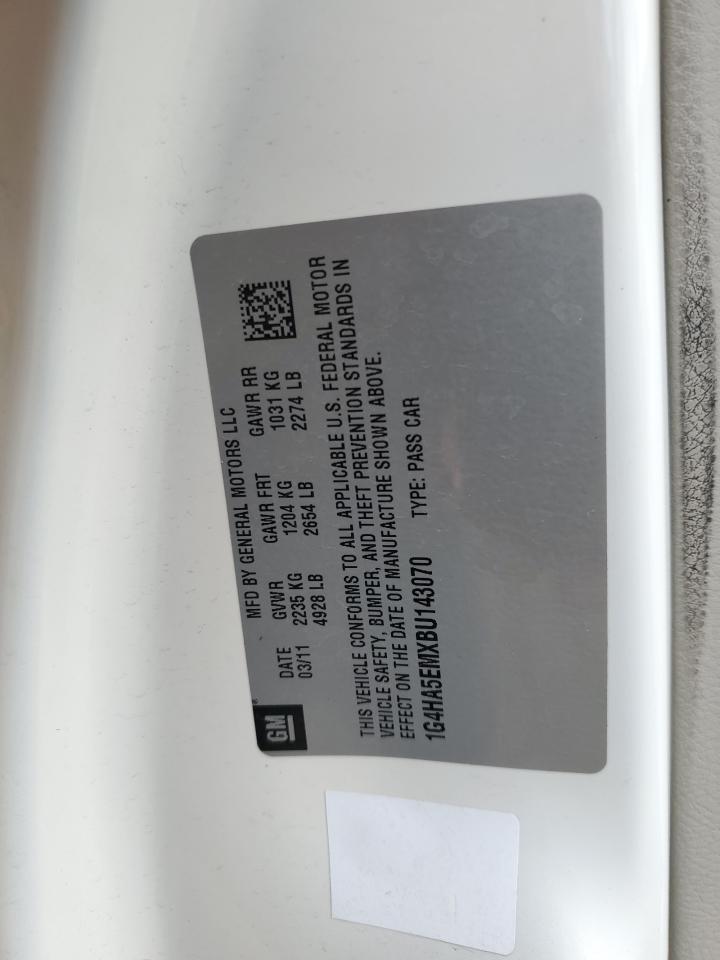 GM®
MFD BY GENERAL MOTORS LLC
DATE GVWR GAWR FRT GAWR RR
03/11 2235 KG 1204 KG 1031 KG
4928 LB 2654 LB 2274 LB
THIS VEHICLE CONFORMS TO ALL APPLICABLE U.S. FEDERAL MOTOR
VEHICLE SAFETY, BUMPER, AND THEFT PREVENTION STANDARDS IN
EFFECT ON THE DATE OF MANUFACTURE SHOWN ABOVE.
1G4HA5EMXBU143070 TYPE: PASS CAR